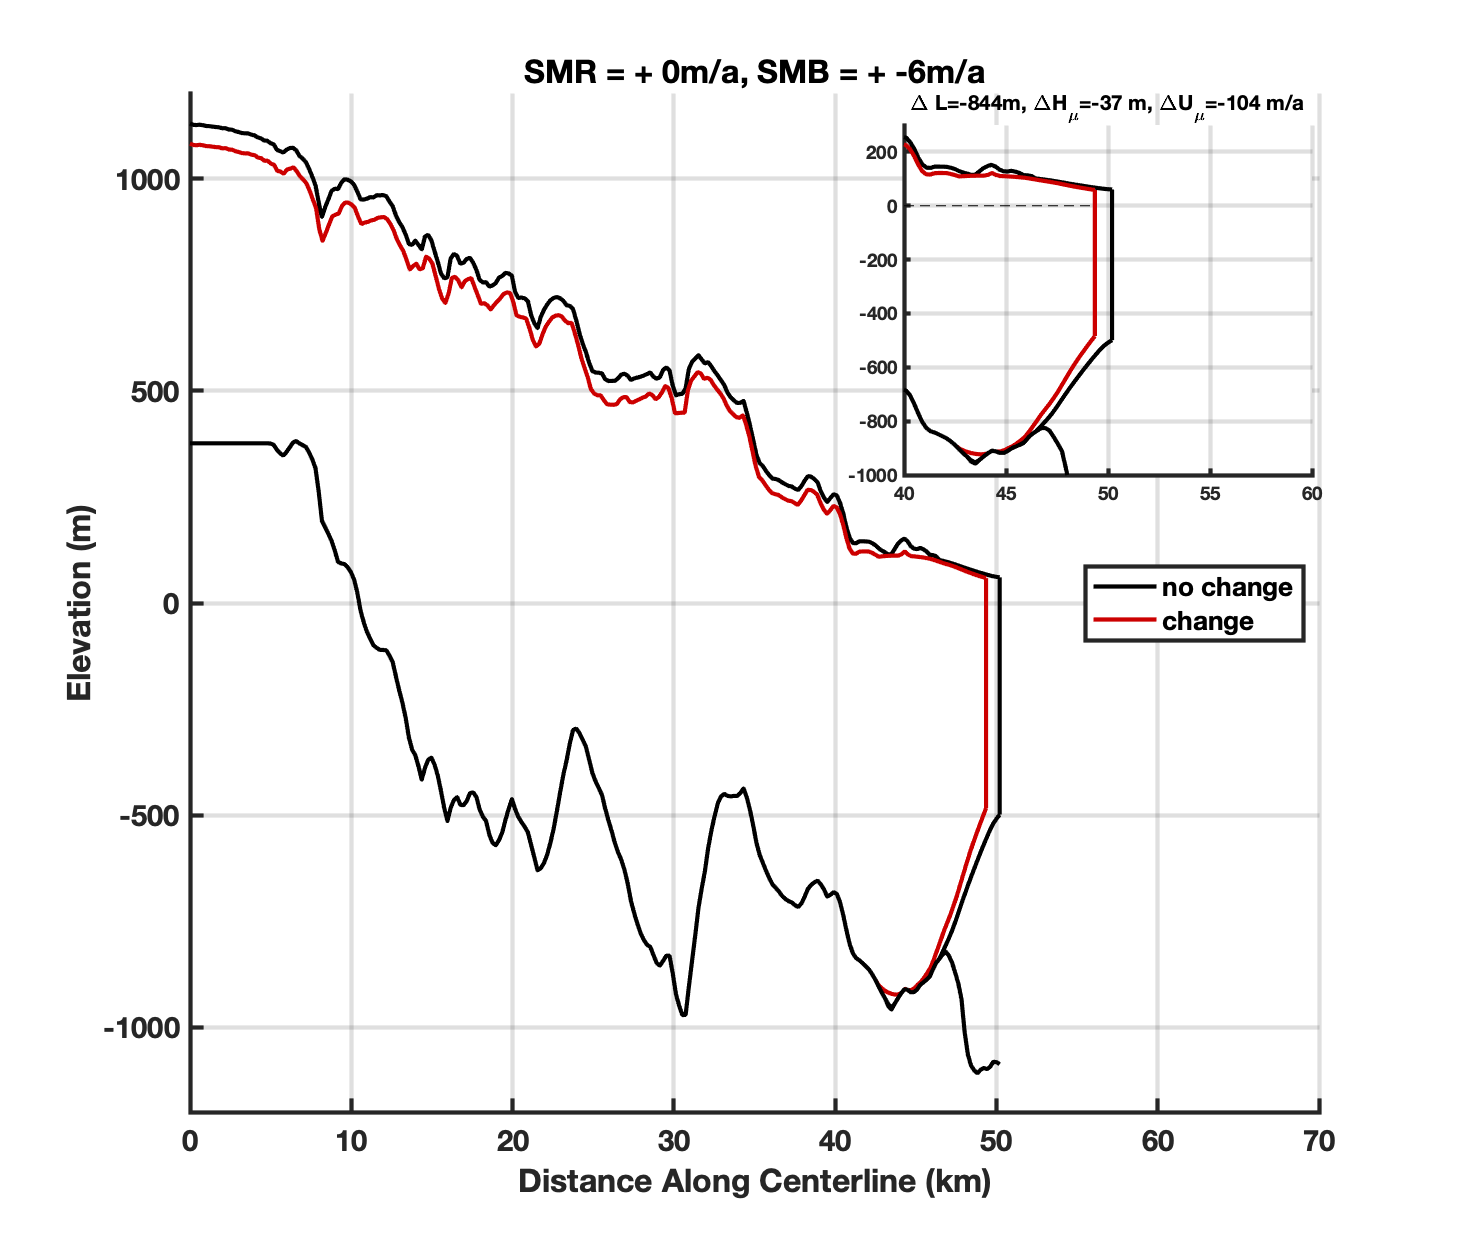 SMR = + 0m/a, SMB = + -6m/a
Δ L=-844m, ΔHμ=-37 m, ΔUμ=-104 m/a
200
0
-200
-400
-600
-800
-1000
40 45 50 55 60
1000
500
0
-500
-1000
Elevation (m)
no change
change
0 10 20 30 40 50 60 70
Distance Along Centerline (km)